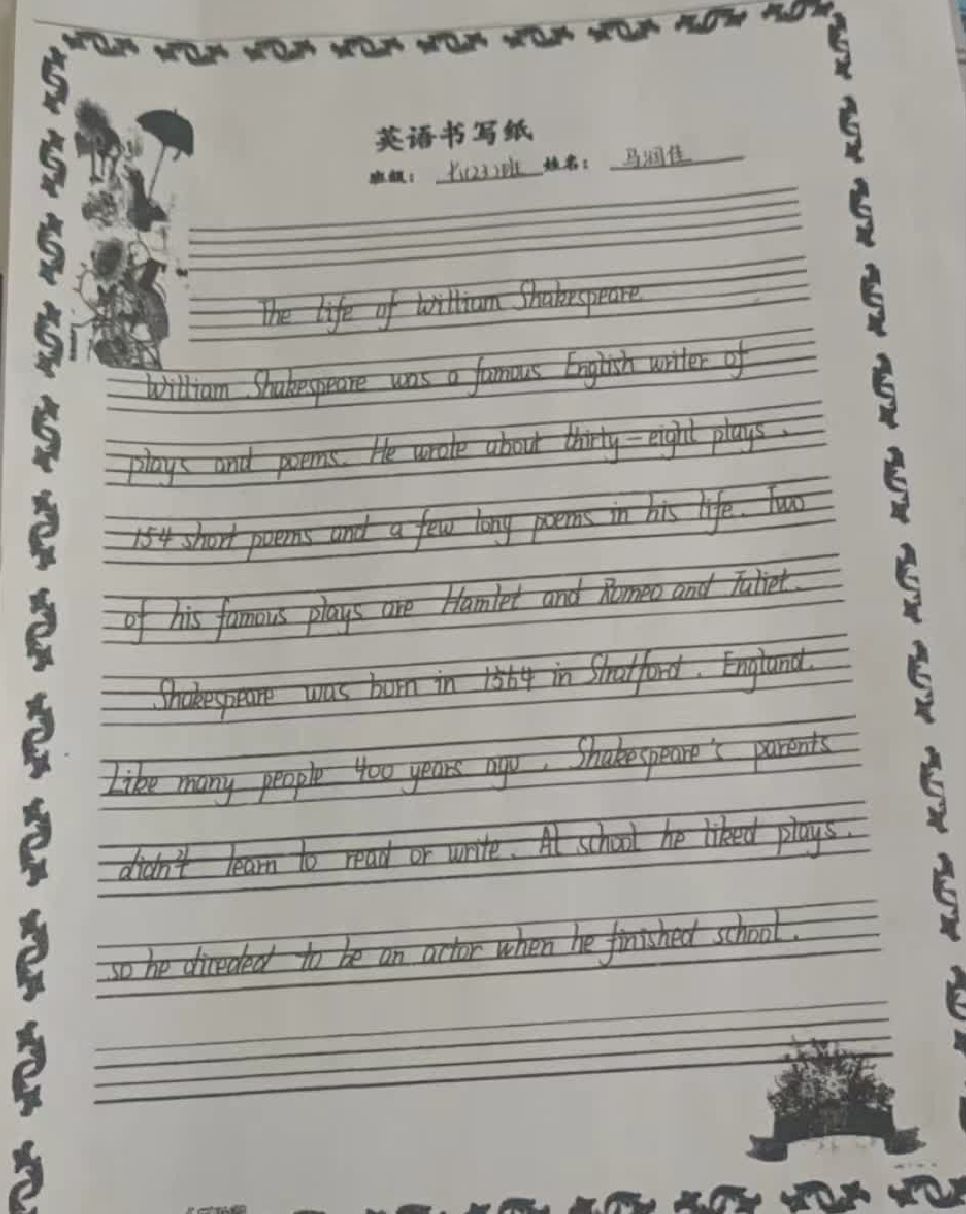 英语书写纸
班级： 姓名： 马润佳
The life of William Shakespeare
William Shakespeare was a famous English writer of
plays and poems. He wrote about thirty-eight plays,
154 short poems and a few long poems in his life. Two
of his famous plays are Hamlet and Romeo and Juliet.
Shakespeare was born in 1564 in Stratford, England.
Like many people 400 years ago, Shakespeare's parents
didn't learn to read or write. At school he liked plays,
so he direded to be an actor when he finished school.